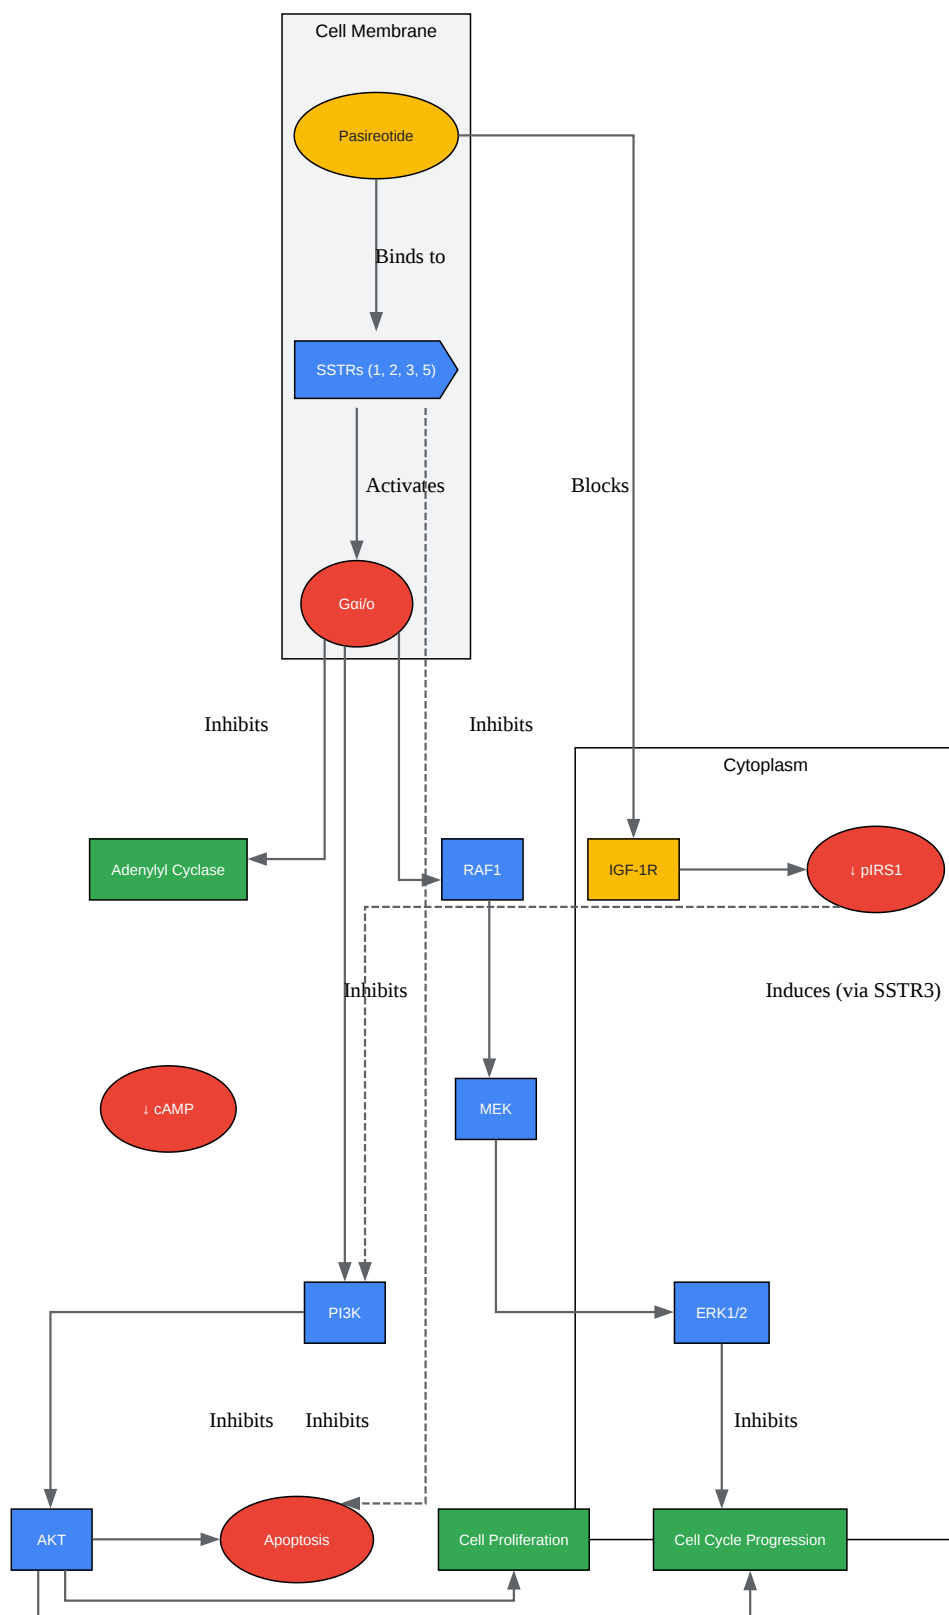 Cell Membrane
Pasireotide
Binds to
SSTRs (1, 2, 3, 5)
Activates
Blocks
Gαi/o
Inhibits
Inhibits
Cytoplasm
Adenylyl Cyclase
RAF1
IGF-1R
↓ pIRS1
Inhibits
Induces (via SSTR3)
↓ cAMP
MEK
PI3K
ERK1/2
Inhibits
Inhibits
Inhibits
AKT
Apoptosis
Cell Proliferation
Cell Cycle Progression